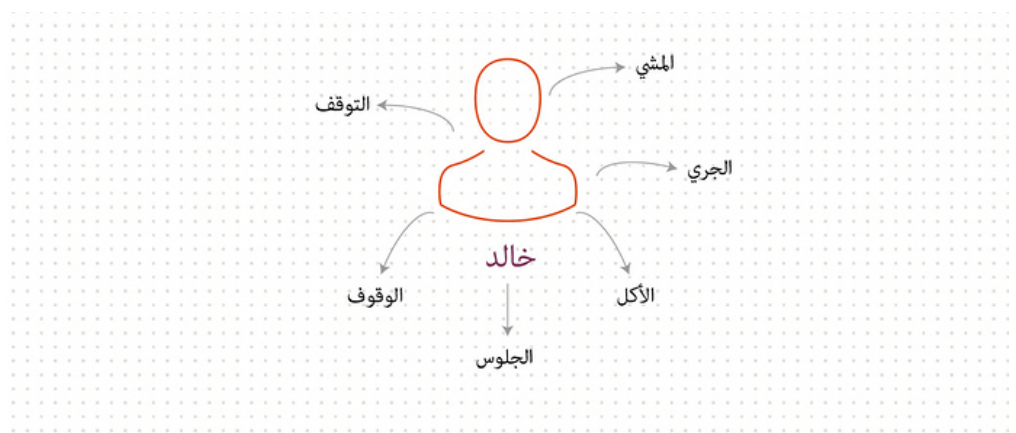 المشي
التوقف
الجري
خالد
الأكل
الوقوف
الجلوس